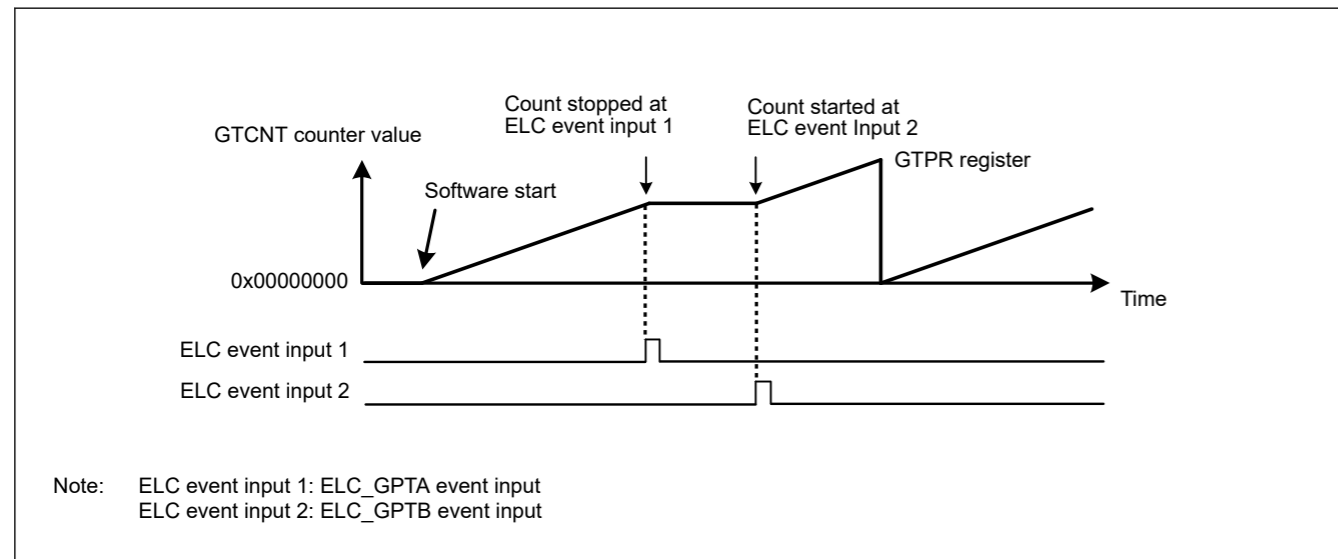 Count stopped at
ELC event input 1
Count started at
ELC event Input 2
GTCNT counter value
GTPR register
Software start
0x00000000
Time
ELC event input 1
ELC event input 2
Note: ELC event input 1: ELC_GPTA event input
ELC event input 2: ELC_GPTB event input